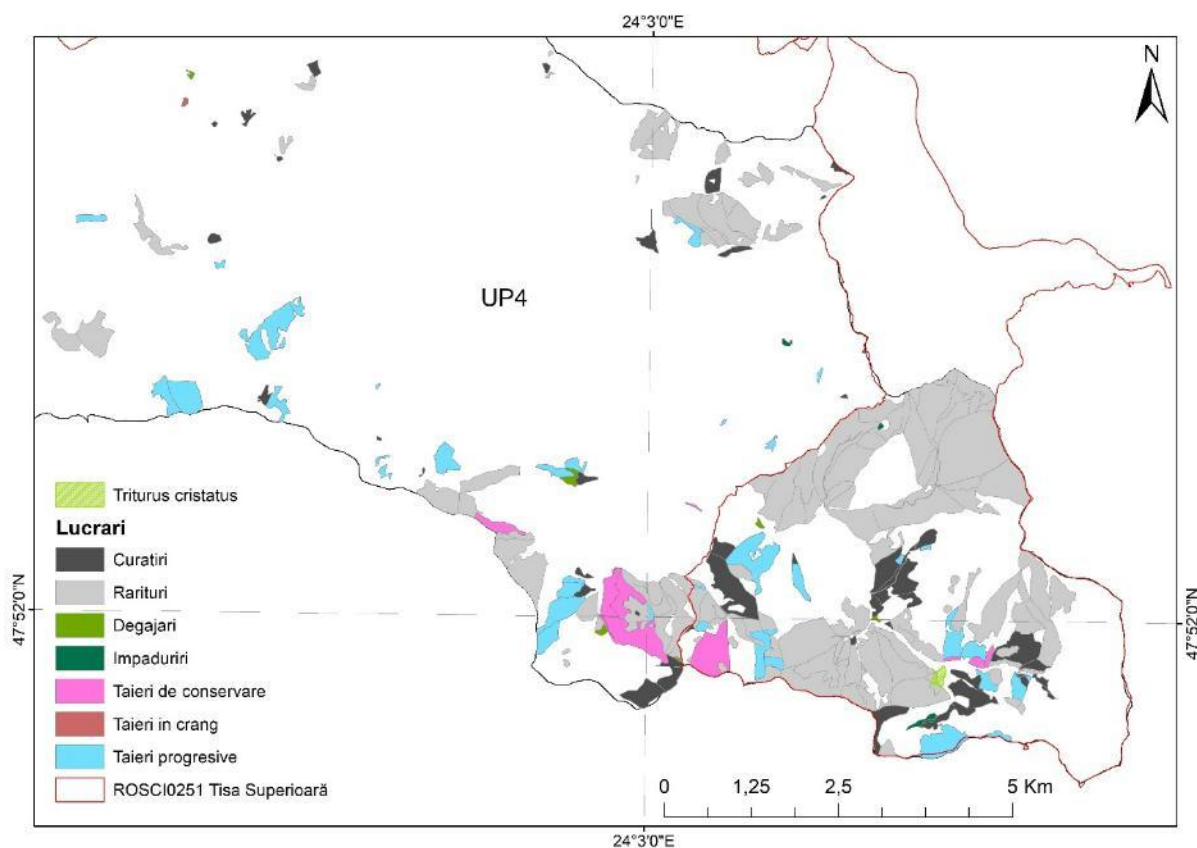 24°3'0"E
N
UP4
Triturus cristatus
Lucrari
Curatiri
Rarituri
Degajari
Impaduriri
Taieri de conservare
Taieri in crang
Taieri progresive
ROSCI0251 Tisa Superioară
47°52'0"N
47°52'0"N
0 1,25 2,5 5 Km
24°3'0"E